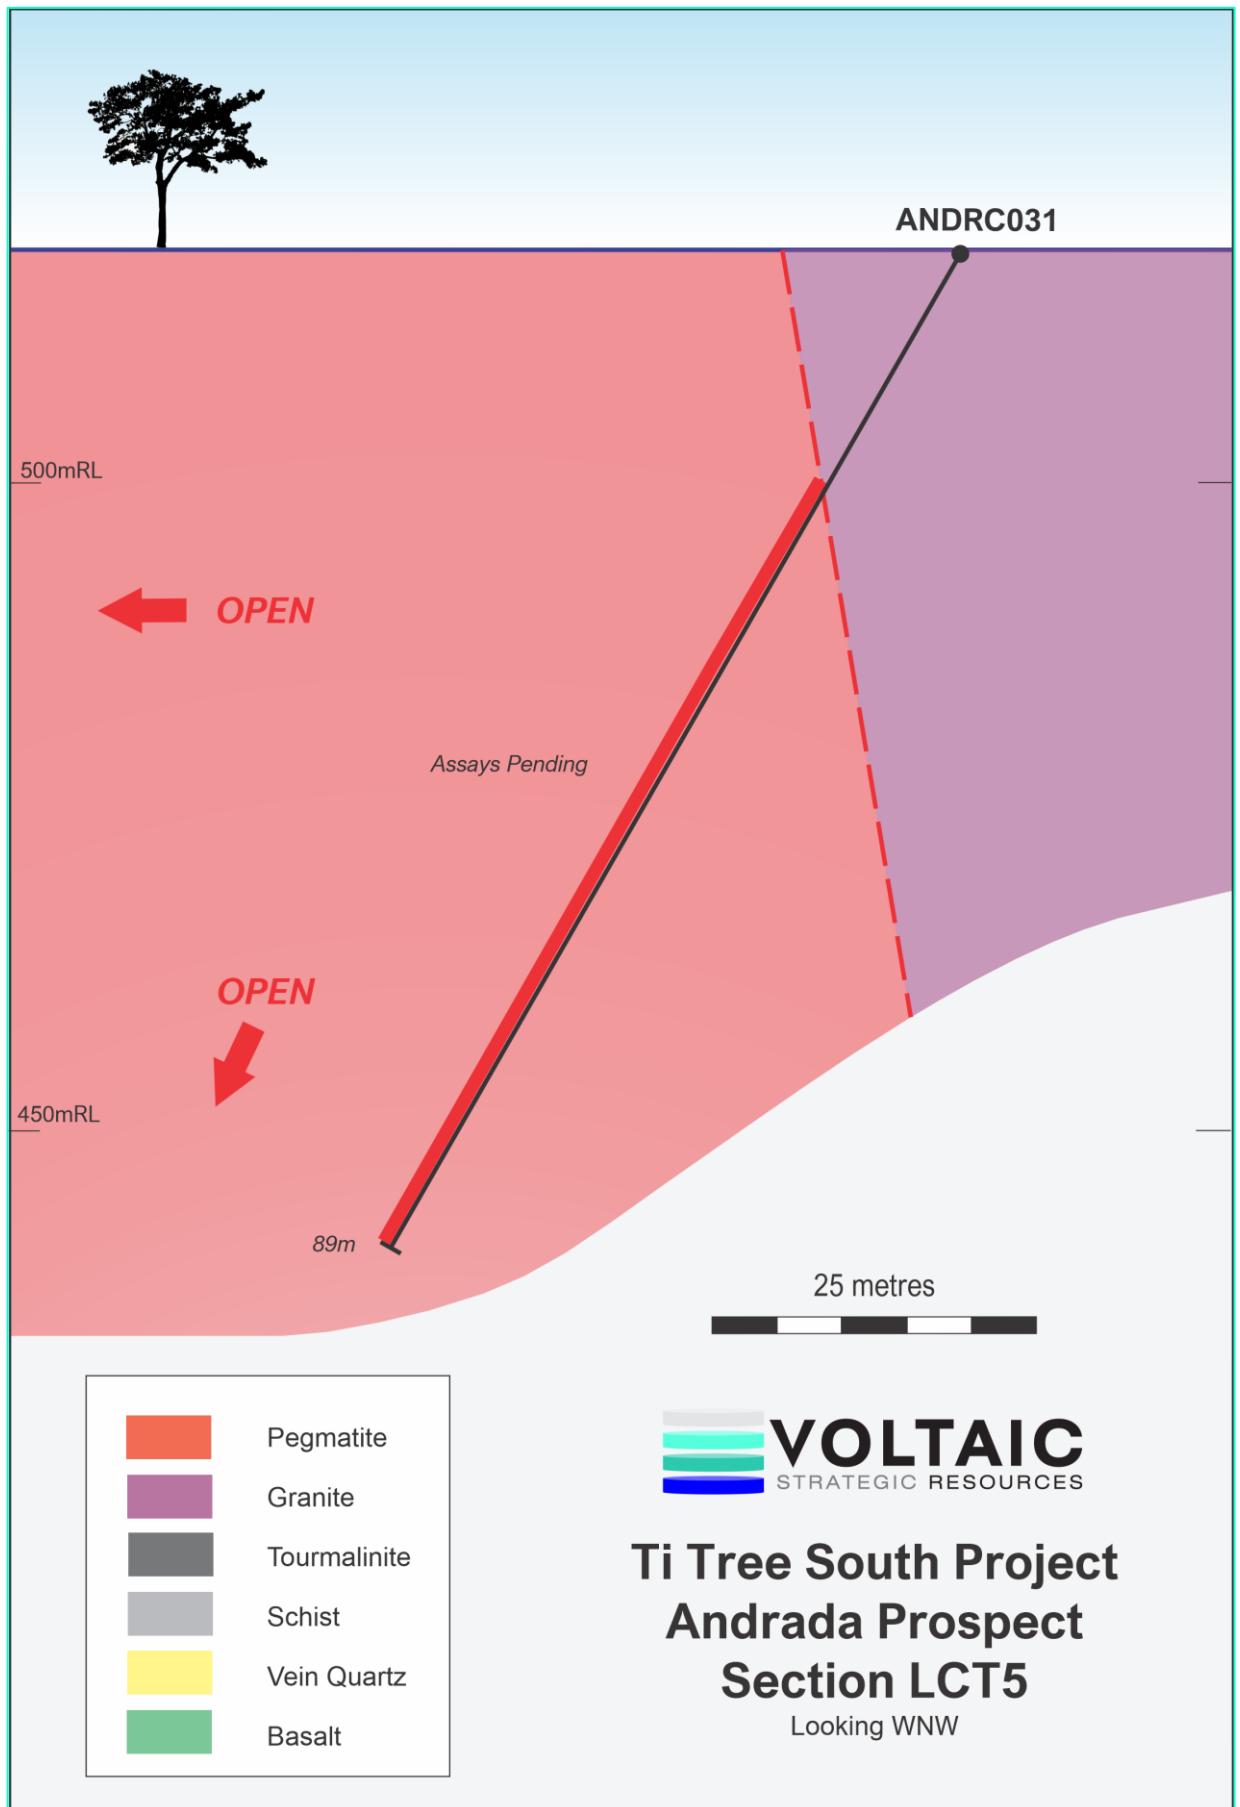 ANDRC031
500mRL
OPEN
Assays Pending
OPEN
450mRL
89m
25 metres
Pegmatite
Granite
Tourmalinite
Schist
Vein Quartz
Basalt
VOLTAIC
STRATEGIC RESOURCES
Ti Tree South Project
Andrada Prospect
Section LCT5
Looking WNW